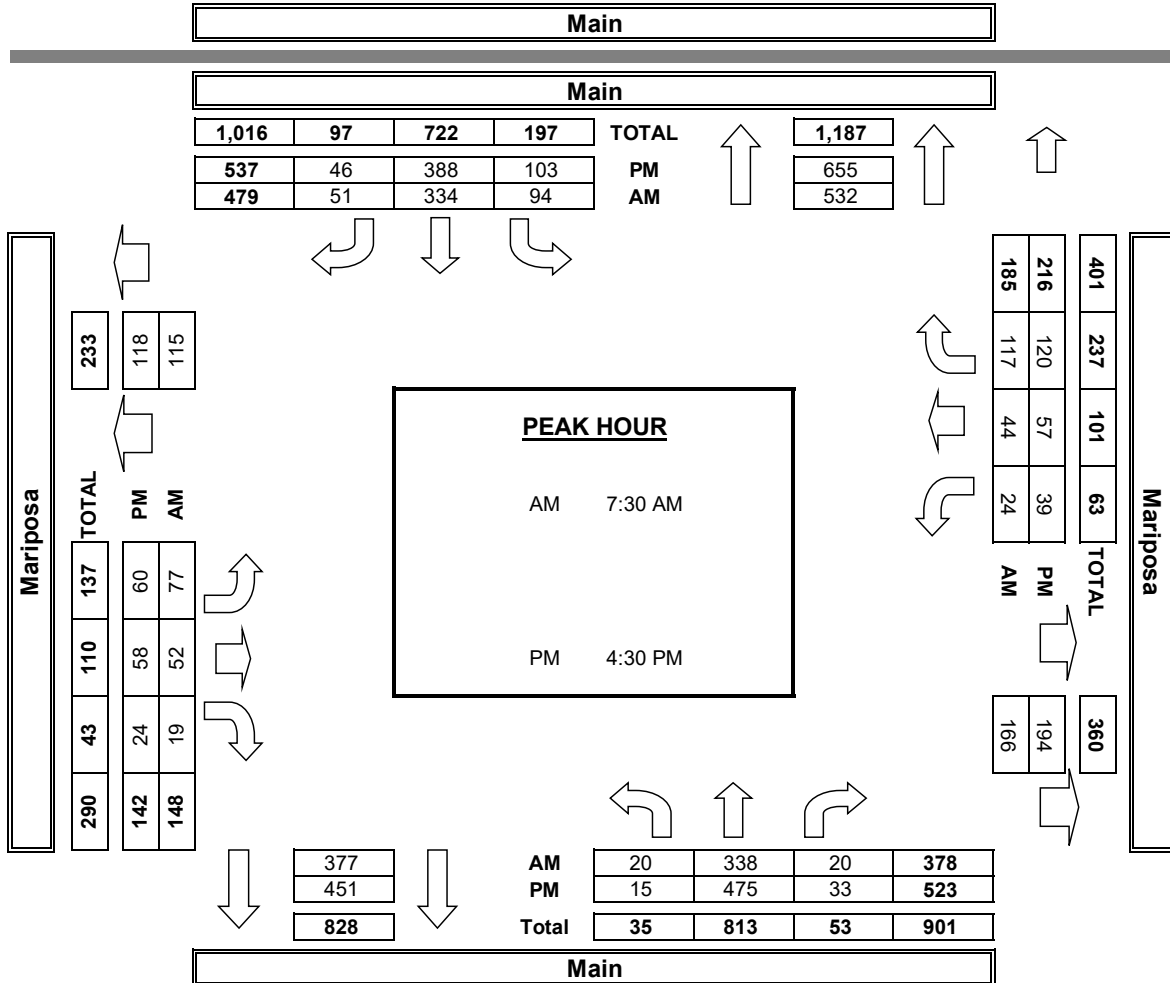 Main
Main
1,016 97 722 197 TOTAL 1,187
537 46 388 103 PM 655
479 51 334 94 AM 532
Mariposa
233
118
115
TOTAL 137 110 43 290
PM 60 58 24 142
AM 77 52 19 148
PEAK HOUR
AM 7:30 AM
PM 4:30 PM
401 237 101 63 TOTAL 360
216 120 57 39 PM 194
185 117 44 24 AM 166
Mariposa
377 AM 20 338 20 378
451 PM 15 475 33 523
828 Total 35 813 53 901
Main